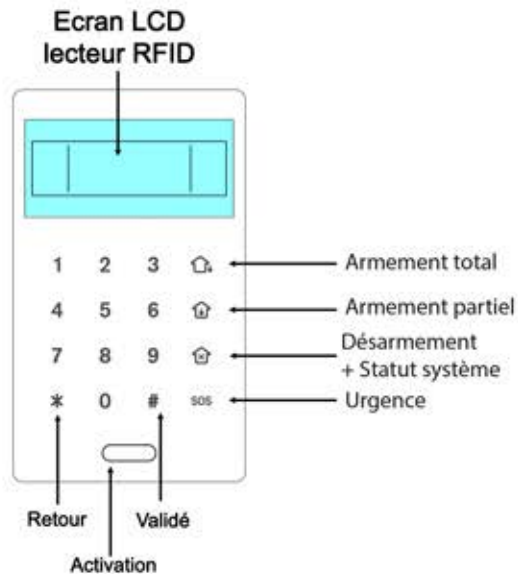 Ecran LCD
lecteur RFID
1 2 3
Armement total
4 5 6
Armement partiel
7 8 9
Désarmement
+ Statut système
* 0 # SOS
Urgence
Retour
Validé
Activation